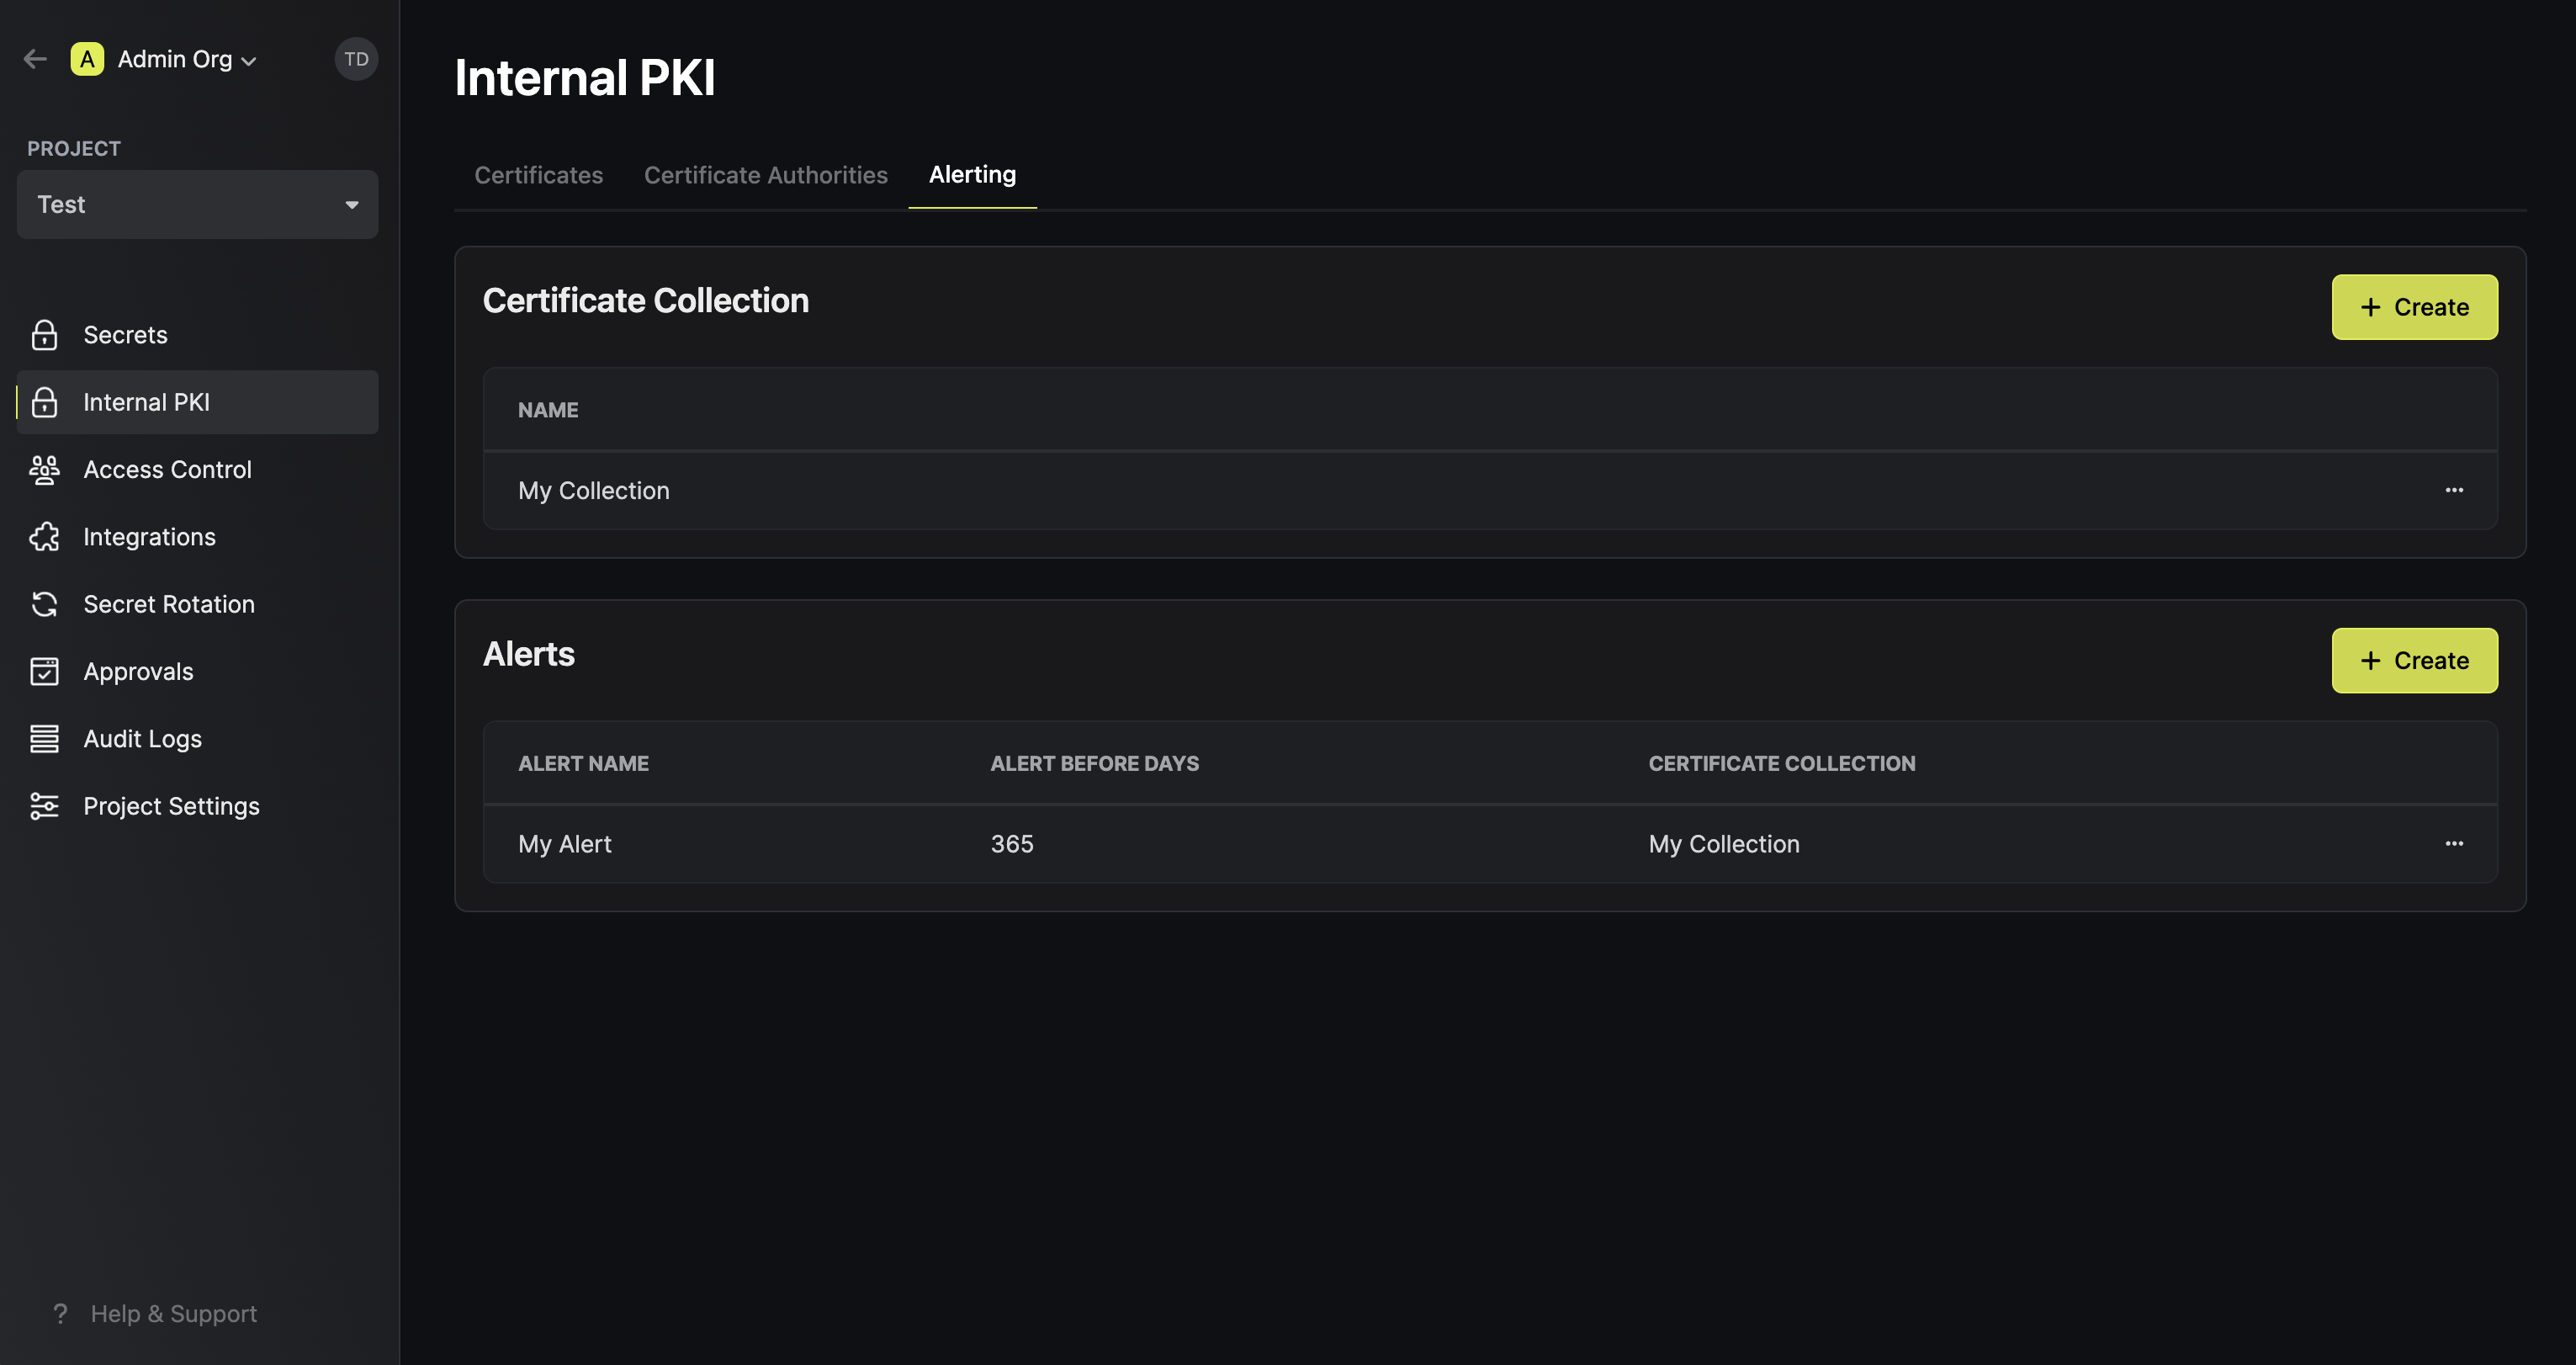 A Admin Org TD
PROJECT
Test
Secrets
Internal PKI
Access Control
Integrations
Secret Rotation
Approvals
Audit Logs
Project Settings
? Help & Support
Internal PKI
Certificates Certificate Authorities Alerting
Certificate Collection + Create
NAME
My Collection ...
Alerts + Create
ALERT NAME ALERT BEFORE DAYS CERTIFICATE COLLECTION
My Alert 365 My Collection ...